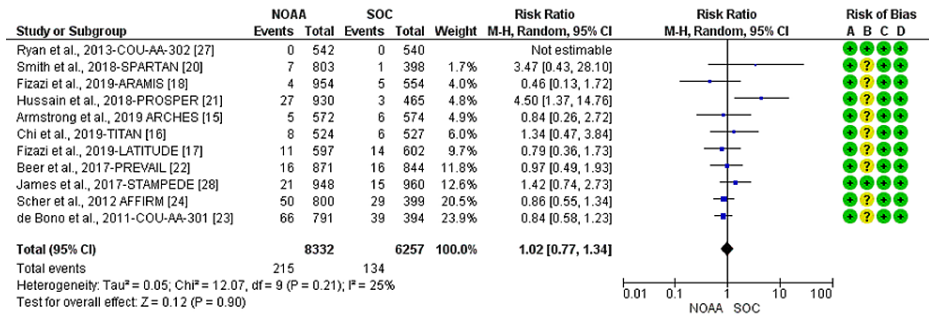 NOAA SOC Risk Ratio Risk Ratio Risk of Bias
Study or Subgroup Events Total Events Total Weight M-H, Random, 95% CI M-H, Random, 95% CI A B C D
Ryan et al., 2013-COU-AA-302 [27] 0 542 0 540 Not estimable + ? + +
Smith et al., 2018-SPARTAN [20] 7 803 1 398 1.7% 3.47 [0.43, 28.10] + ? + +
Fizazi et al., 2019-ARAMIS [18] 4 954 5 554 4.0% 0.46 [0.13, 1.72] + ? + +
Hussain et al., 2018-PROSPER [21] 27 930 3 465 4.8% 4.50 [1.37, 14.76] + ? + +
Armstrong et al., 2019 ARCHES [15] 5 572 6 574 4.9% 0.84 [0.26, 2.72] + ? + +
Chi et al., 2019-TITAN [16] 8 524 6 527 6.0% 1.34 [0.47, 3.84] + ? + +
Fizazi et al., 2019-LATITUDE [17] 11 597 14 602 9.8% 0.79 [0.36, 1.73] + ? + +
Beer et al., 2017-PREVAIL [22] 16 871 16 844 11.8% 0.97 [0.49, 1.93] + ? + +
James et al., 2017-STAMPEDE [28] 21 948 15 960 12.6% 1.42 [0.74, 2.73] + ? + +
Scher et al., 2012 AFFIRM [24] 50 800 29 399 20.5% 0.86 [0.55, 1.34] + ? + +
de Bono et al., 2011-COU-AA-301 [23] 66 791 39 394 23.9% 0.84 [0.58, 1.23] + ? + +
Total (95% CI) 8332 6257 100.0% 1.02 [0.77, 1.34]
Total events 215 134
Heterogeneity: Tau² = 0.05; Chi² = 12.07, df = 9 (P = 0.21); I² = 25%
Test for overall effect: Z = 0.12 (P = 0.90)
0.01 0.1 1 10 100
NOAA SOC